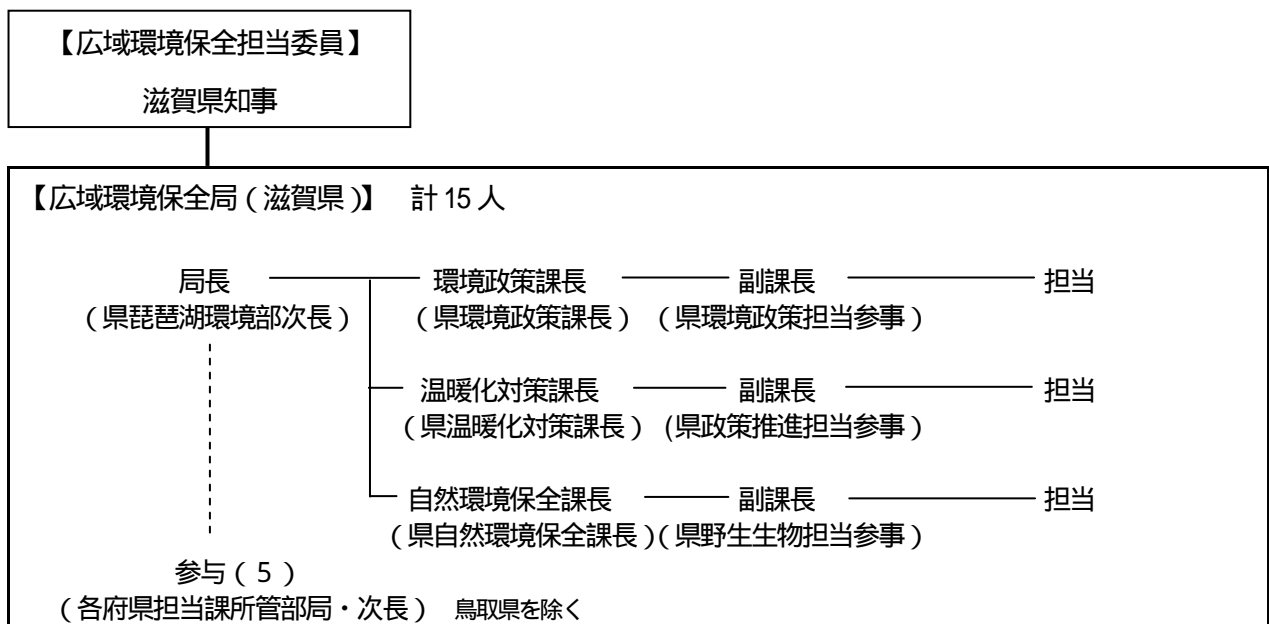 【広域環境保全担当委員】
滋賀県知事
【広域環境保全局（滋賀県）】 計15人
局長 環境政策課長 副課長 担当
（県琵琶湖環境部次長） （県環境政策課長） （県環境政策担当参事）
温暖化対策課長 副課長 担当
（県温暖化対策課長） (県政策推進担当参事）
自然環境保全課長 副課長 担当
（県自然環境保全課長）（県野生生物担当参事）
参与（５）
（各府県担当課所管部局・次長） 鳥取県を除く